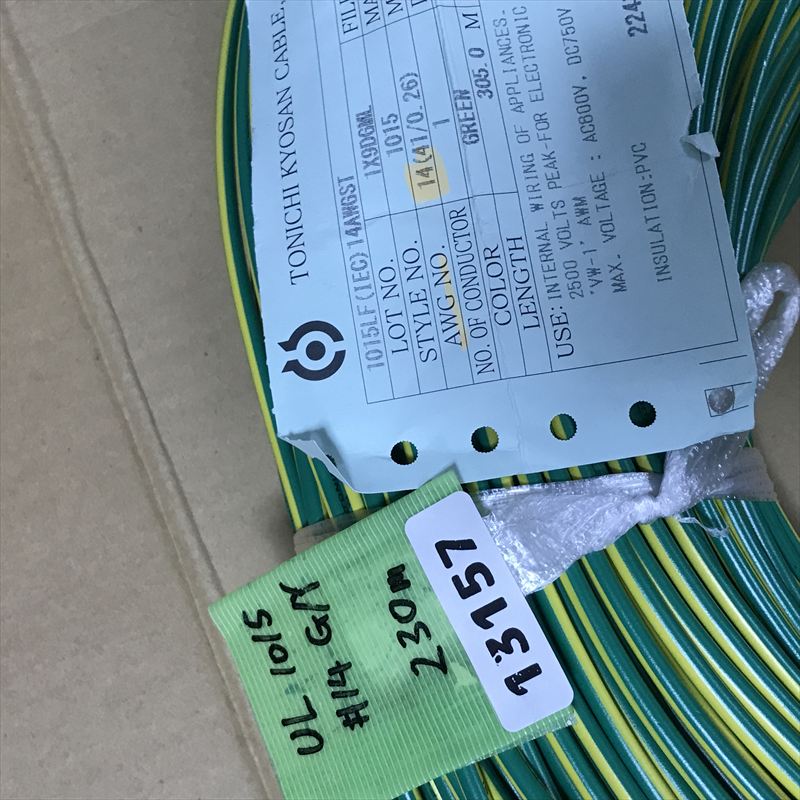 TONICHI KYOSAN CABLE,
1015LF(IEC)14AWGST
LOT NO. 1X9DGWL
STYLE NO. 1015
AWG NO. 14(41/0.26)
NO. OF CONDUCTOR 1
COLOR GREEN
LENGTH 305.0 M
USE: INTERNAL WIRING OF APPLIANCES.
2500 VOLTS PEAK-FOR ELECTRONIC
"VW-1" AWM
MAX. VOLTAGE : AC600V, DC750V
INSULATION:PVC
UL 1015
#14 G/Y
230m
13157